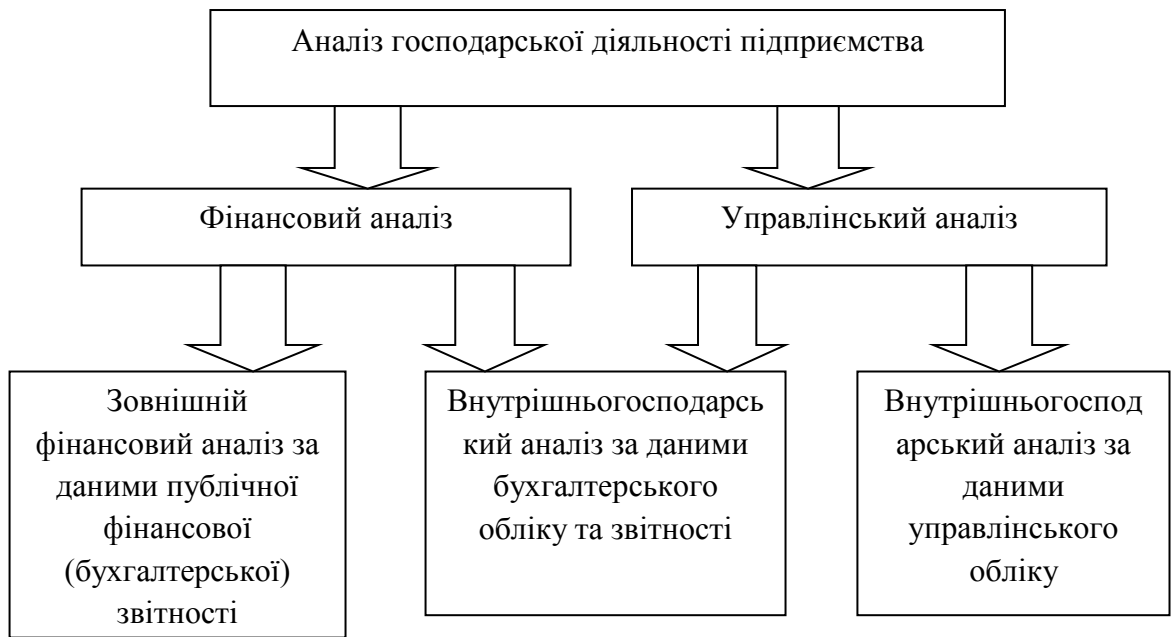 Аналіз господарської діяльності підприємства
Фінансовий аналіз
Управлінський аналіз
Зовнішній
фінансовий аналіз за
даними публічної
фінансової
(бухгалтерської)
звітності
Внутрішньогосподарсь
кий аналіз за даними
бухгалтерського
обліку та звітності
Внутрішньогоспод
арський аналіз за
даними
управлінського
обліку